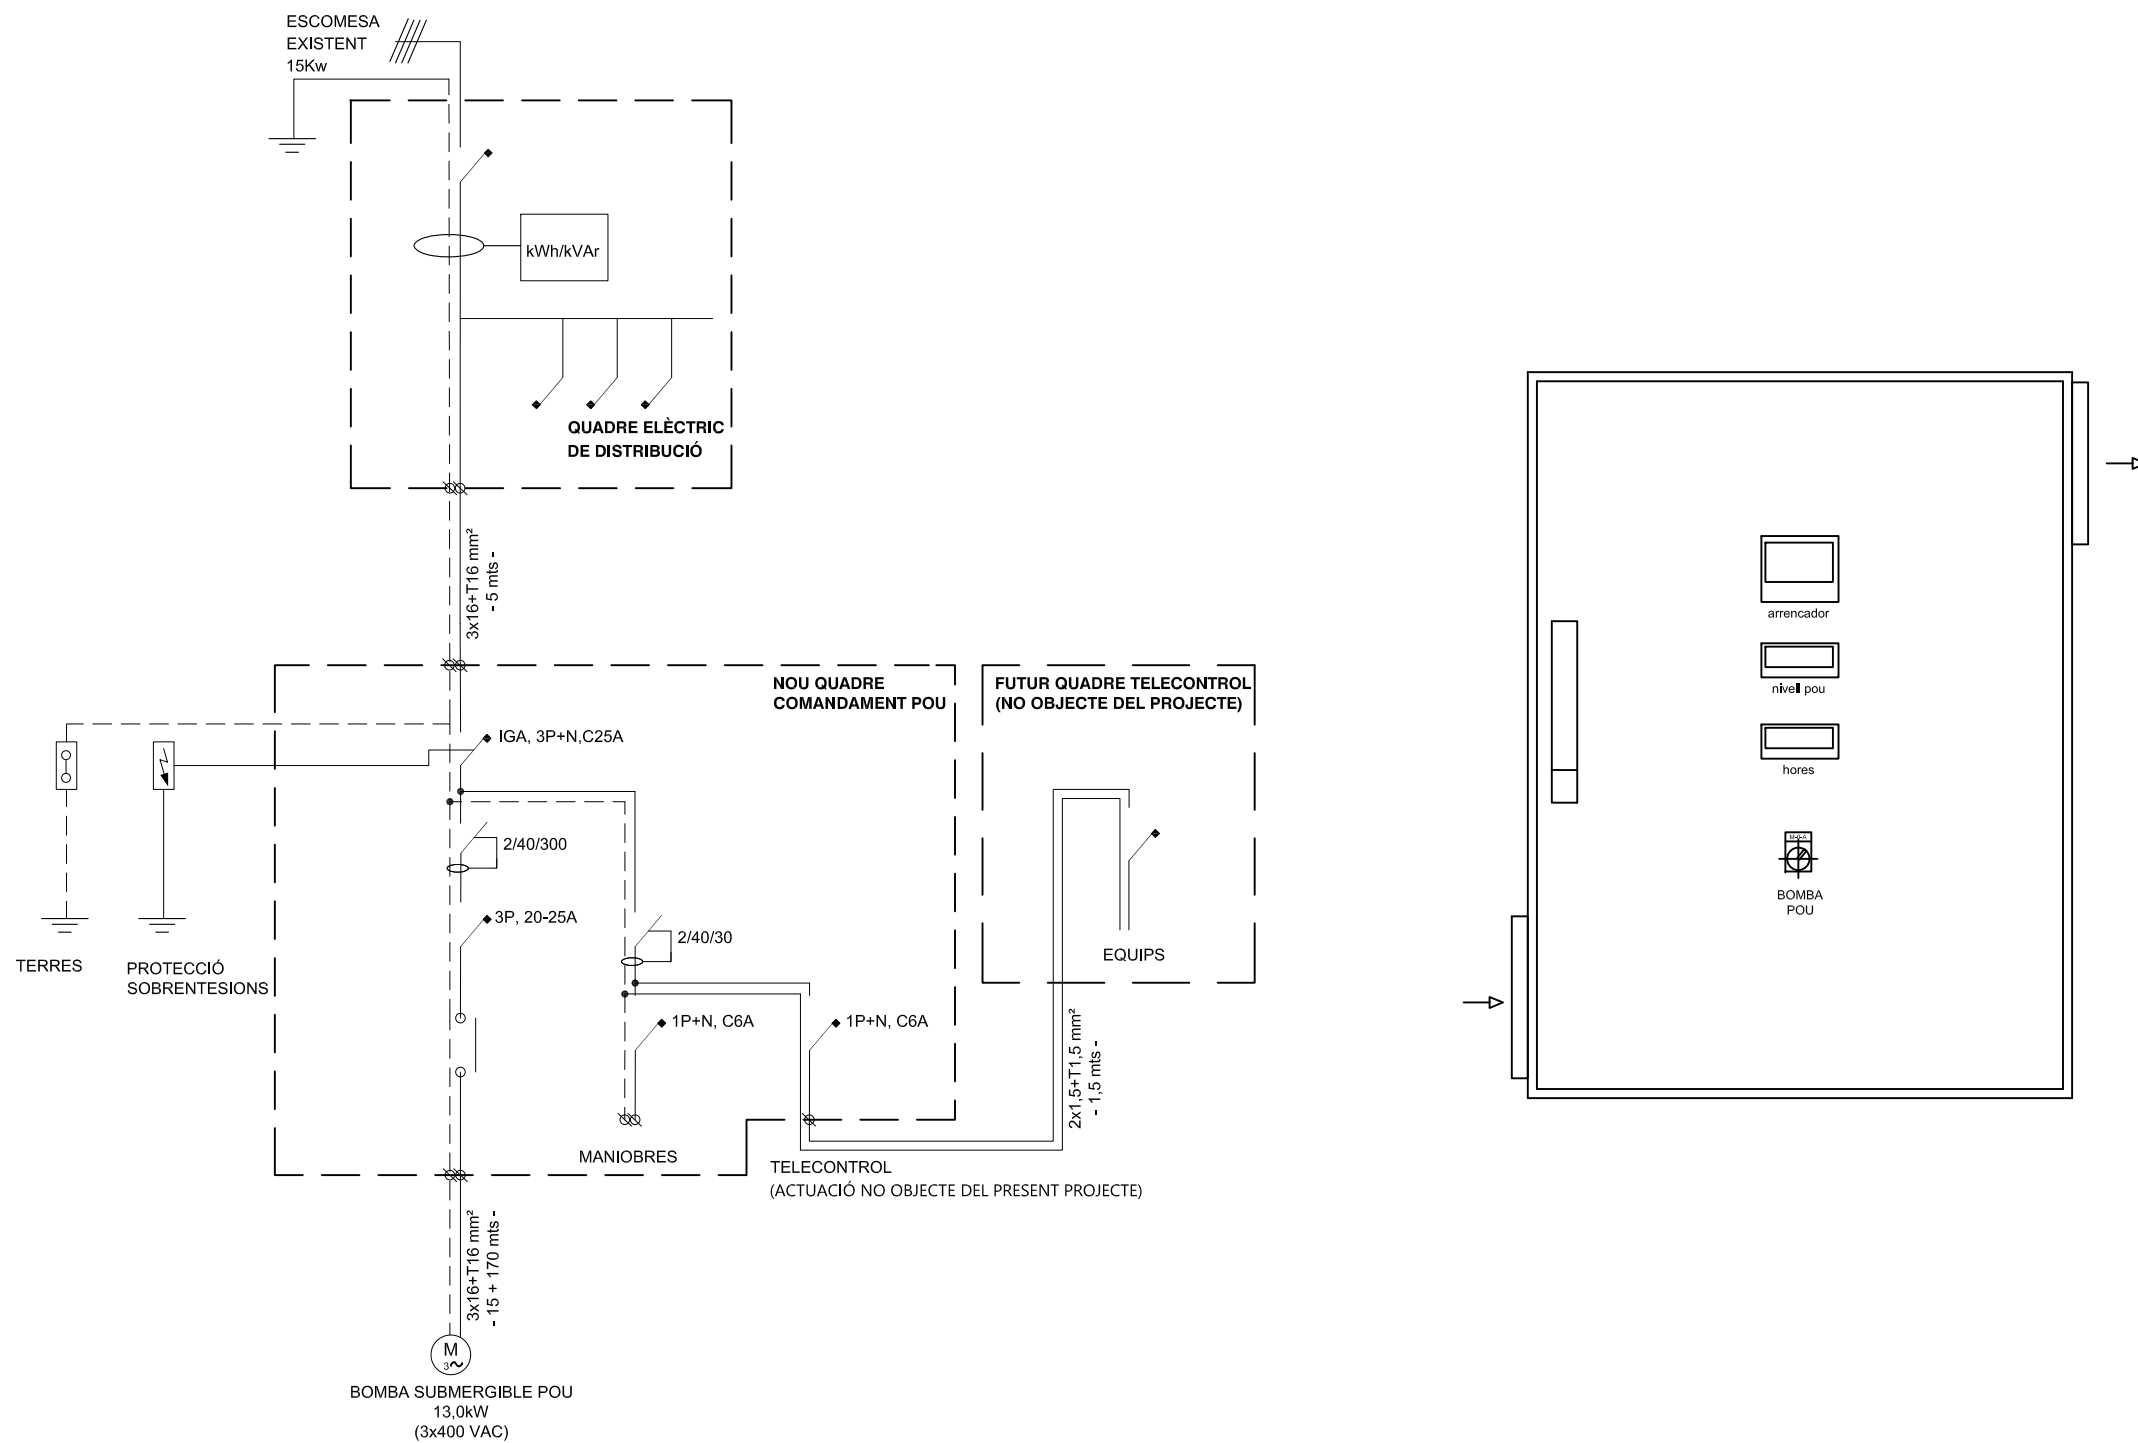 ESCOMESA
EXISTENT
15Kw
kWh/kVAr
QUADRE ELÈCTRIC
DE DISTRIBUCIÓ
3x16+T16 mm²
- 5 mts -
NOU QUADRE
COMANDAMENT POU
FUTUR QUADRE TELECONTROL
(NO OBJECTE DEL PROJECTE)
IGA, 3P+N,C25A
2/40/300
3P, 20-25A
2/40/30
1P+N, C6A
1P+N, C6A
EQUIPS
TERRES
PROTECCIÓ
SOBRENTESIONS
2x1,5+T1,5 mm²
- 1,5 mts -
MANIOBRES
TELECONTROL
(ACTUACIÓ NO OBJECTE DEL PRESENT PROJECTE)
3x16+T16 mm²
- 15 + 170 mts -
M
3~
BOMBA SUBMERGIBLE POU
13,0kW
(3x400 VAC)
arrencador
nivell pou
hores
M-0-A
BOMBA
POU